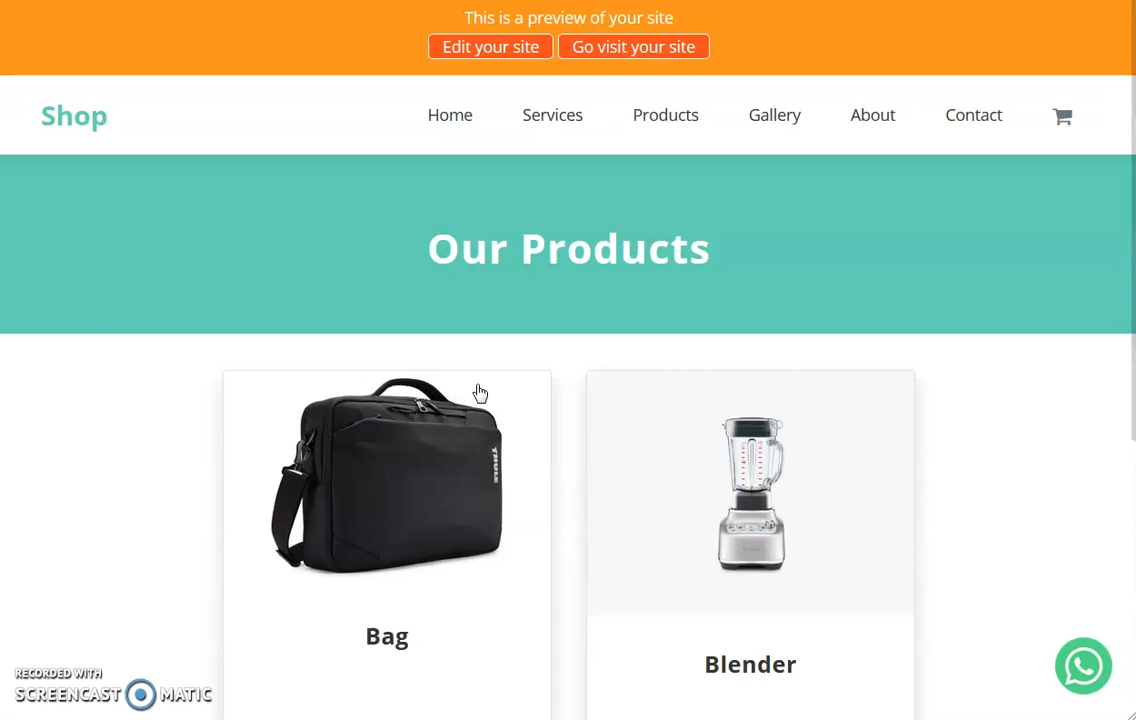 This is a preview of your site
Edit your site Go visit your site
Shop Home Services Products Gallery About Contact
Our Products
THULE
Bag
Blender
RECORDED WITH
SCREENCAST MATIC